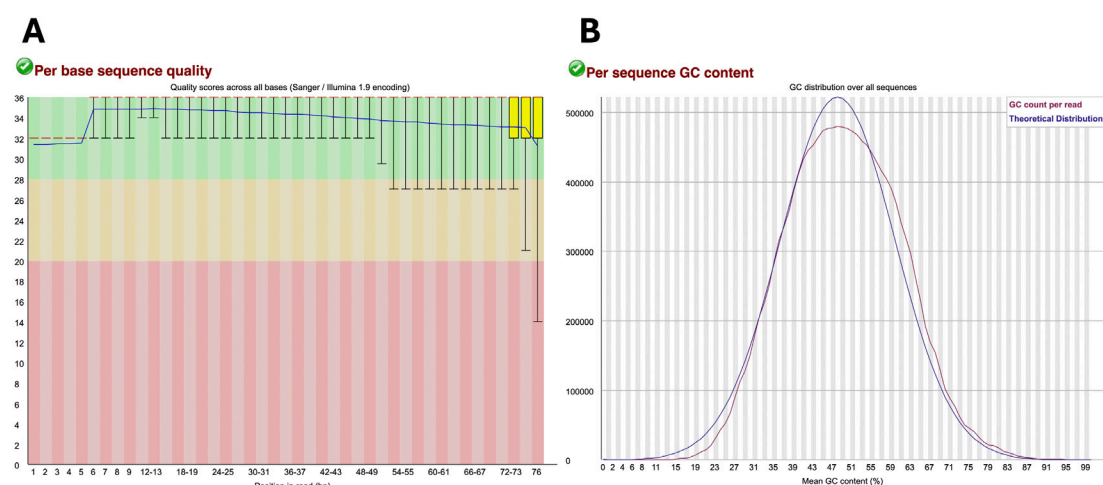 A
B
Per base sequence quality
Per sequence GC content
Quality scores across all bases (Sanger / Illumina 1.9 encoding)
GC distribution over all sequences
36
34
32
30
28
26
24
22
20
18
16
14
12
10
8
6
4
2
0
1 2 3 4 5 6 7 8 9 12-13 18-19 24-25 30-31 36-37 42-43 48-49 54-55 60-61 66-67 72-73 76
Position in read (bp)
GC count per read
Theoretical Distribution
500000
400000
300000
200000
100000
0
0 2 4 6 8 11 15 19 23 27 31 35 39 43 47 51 55 59 63 67 71 75 79 83 87 91 95 99
Mean GC content (%)